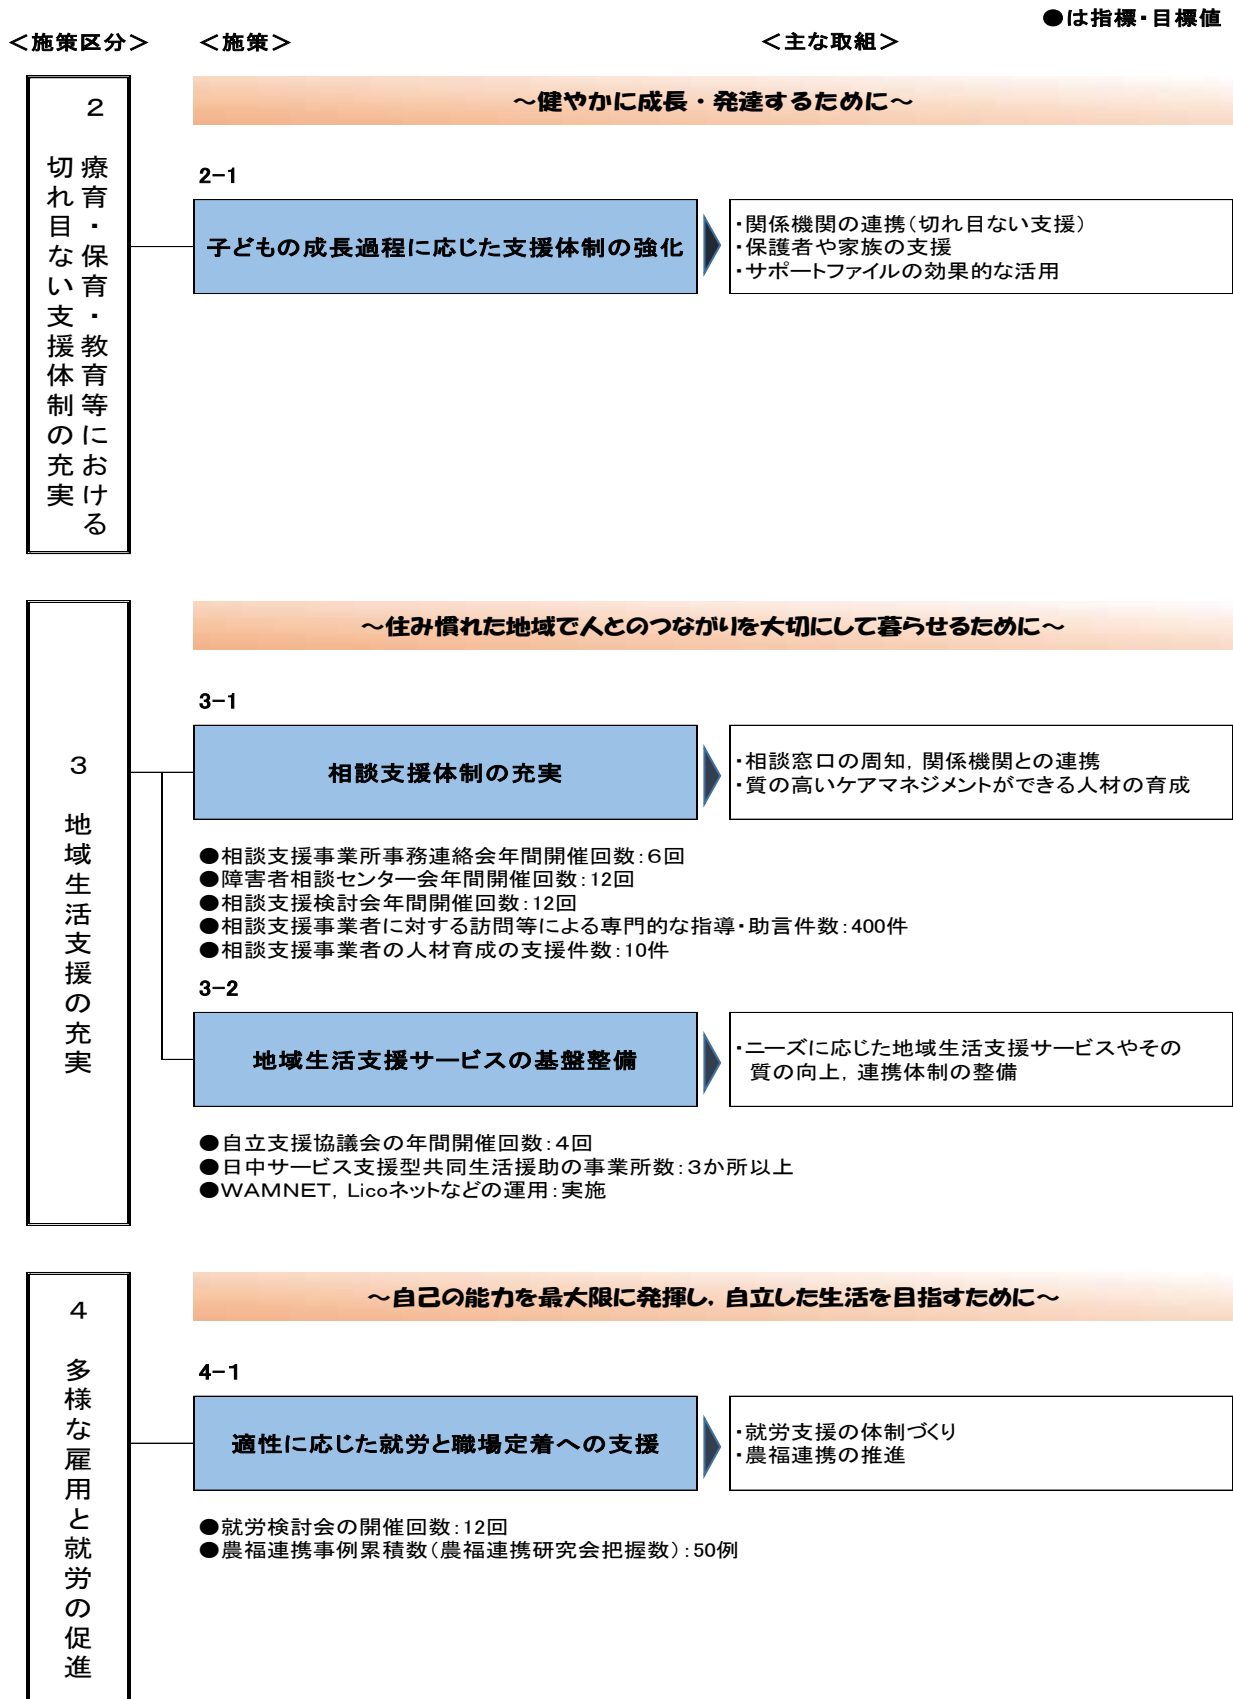 ●は指標・目標値
＜施策区分＞ ＜施策＞ ＜主な取組＞
２ 療育・保育・教育等における
切れ目ない支援体制の充実
～健やかに成長・発達するために～
2-1
子どもの成長過程に応じた支援体制の強化
・関係機関の連携（切れ目ない支援）
・保護者や家族の支援
・サポートファイルの効果的な活用
３ 地域生活支援の充実
～住み慣れた地域で人とのつながりを大切にして暮らせるために～
3-1
相談支援体制の充実
・相談窓口の周知，関係機関との連携
・質の高いケアマネジメントができる人材の育成
●相談支援事業所事務連絡会年間開催回数：６回
●障害者相談センター会年間開催回数：12回
●相談支援検討会年間開催回数：12回
●相談支援事業者に対する訪問等による専門的な指導・助言件数：400件
●相談支援事業者の人材育成の支援件数：10件
3-2
地域生活支援サービスの基盤整備
・ニーズに応じた地域生活支援サービスやその
質の向上，連携体制の整備
●自立支援協議会の年間開催回数：４回
●日中サービス支援型共同生活援助の事業所数：３か所以上
●WAMNET，Licoネットなどの運用：実施
４ 多様な雇用と就労の促進
～自己の能力を最大限に発揮し，自立した生活を目指すために～
4-1
適性に応じた就労と職場定着への支援
・就労支援の体制づくり
・農福連携の推進
●就労検討会の開催回数：12回
●農福連携事例累積数（農福連携研究会把握数）：50例